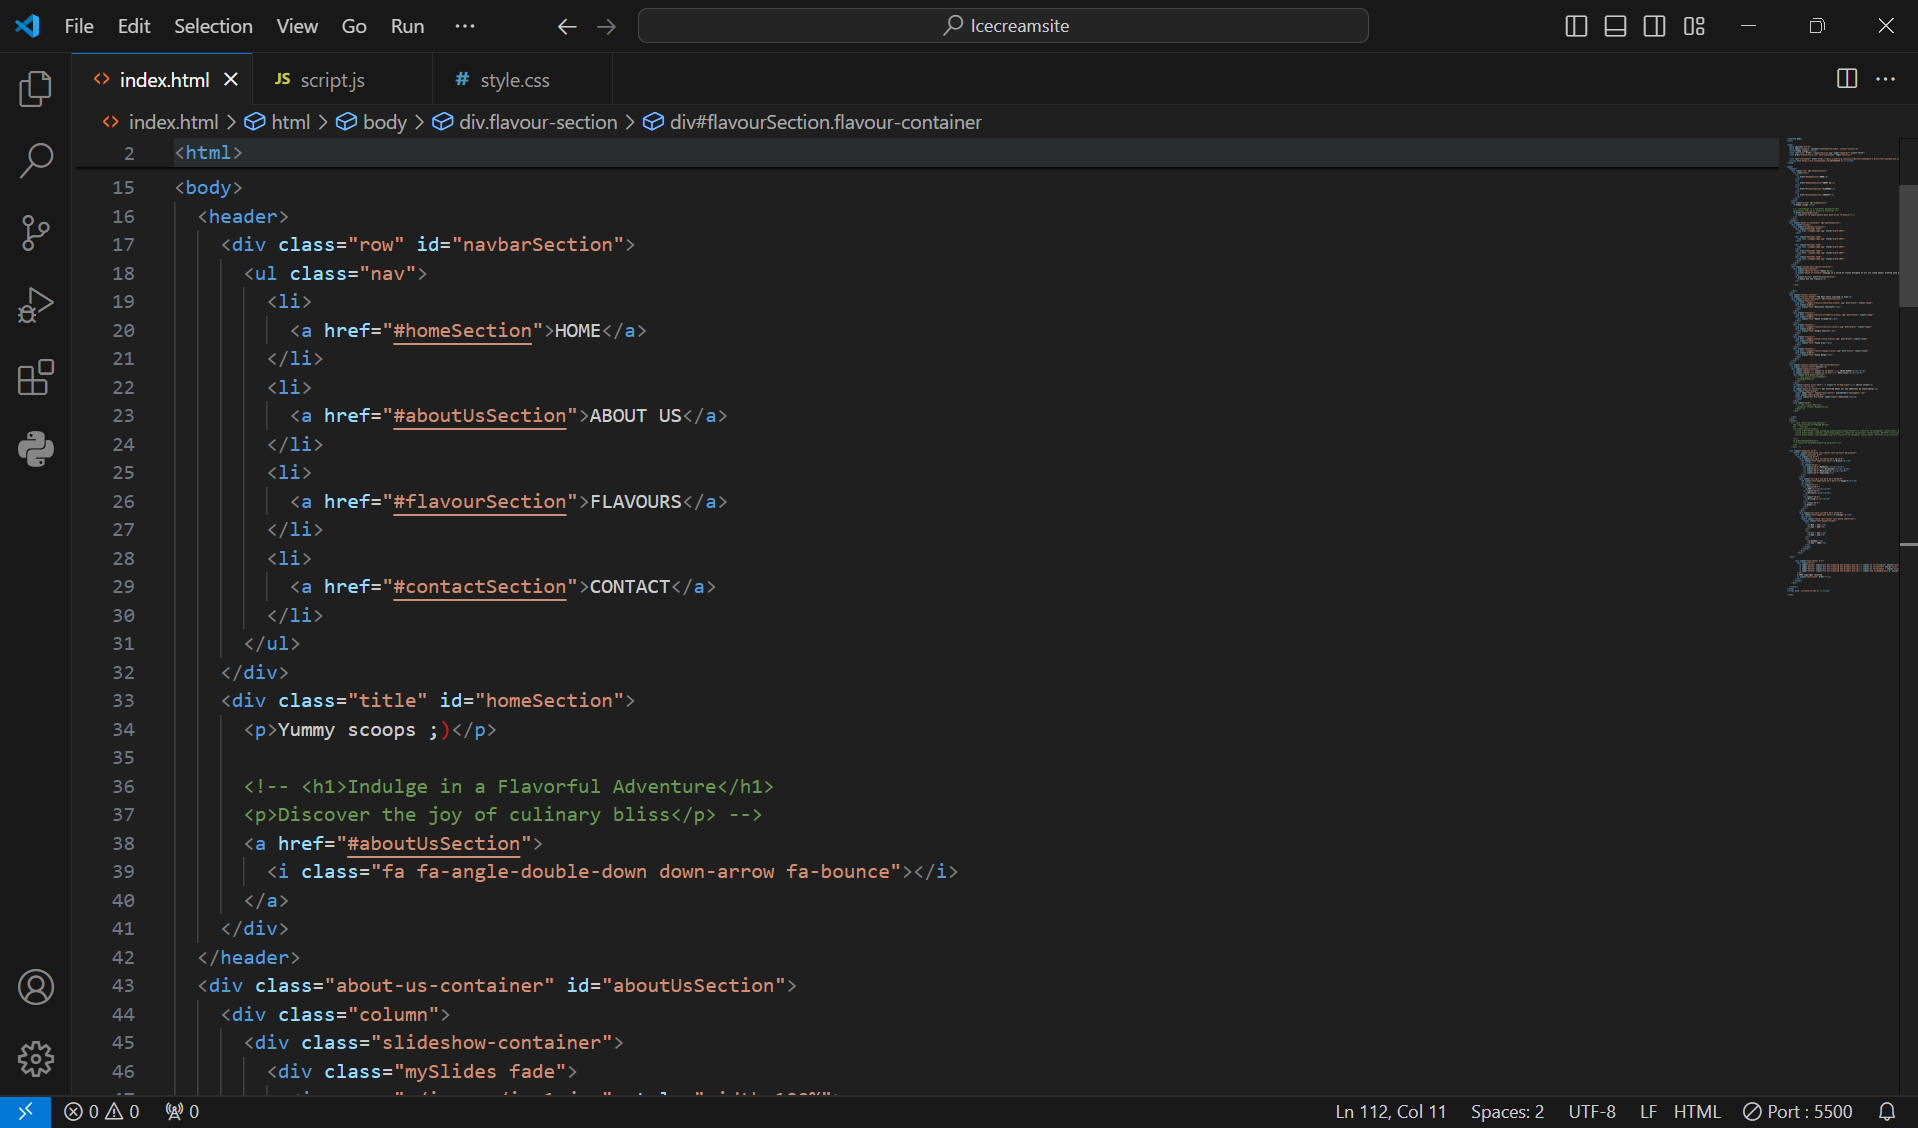 File Edit Selection View Go Run ··· Icecreamsite
index.html JS script.js # style.css
index.html > html > body > div.flavour-section > div#flavourSection.flavour-container
2 <html>
15 <body>
16 <header>
17 <div class="row" id="navbarSection">
18 <ul class="nav">
19 <li>
20 <a href="#homeSection">HOME</a>
21 </li>
22 <li>
23 <a href="#aboutUsSection">ABOUT US</a>
24 </li>
25 <li>
26 <a href="#flavourSection">FLAVOURS</a>
27 </li>
28 <li>
29 <a href="#contactSection">CONTACT</a>
30 </li>
31 </ul>
32 </div>
33 <div class="title" id="homeSection">
34 <p>Yummy scoops ;)</p>
35
36 <!-- <h1>Indulge in a Flavorful Adventure</h1>
37 <p>Discover the joy of culinary bliss</p> -->
38 <a href="#aboutUsSection">
39 <i class="fa fa-angle-double-down down-arrow fa-bounce"></i>
40 </a>
41 </div>
42 </header>
43 <div class="about-us-container" id="aboutUsSection">
44 <div class="column">
45 <div class="slideshow-container">
46 <div class="mySlides fade">
0 0 0 Ln 112, Col 11 Spaces: 2 UTF-8 LF HTML Port : 5500